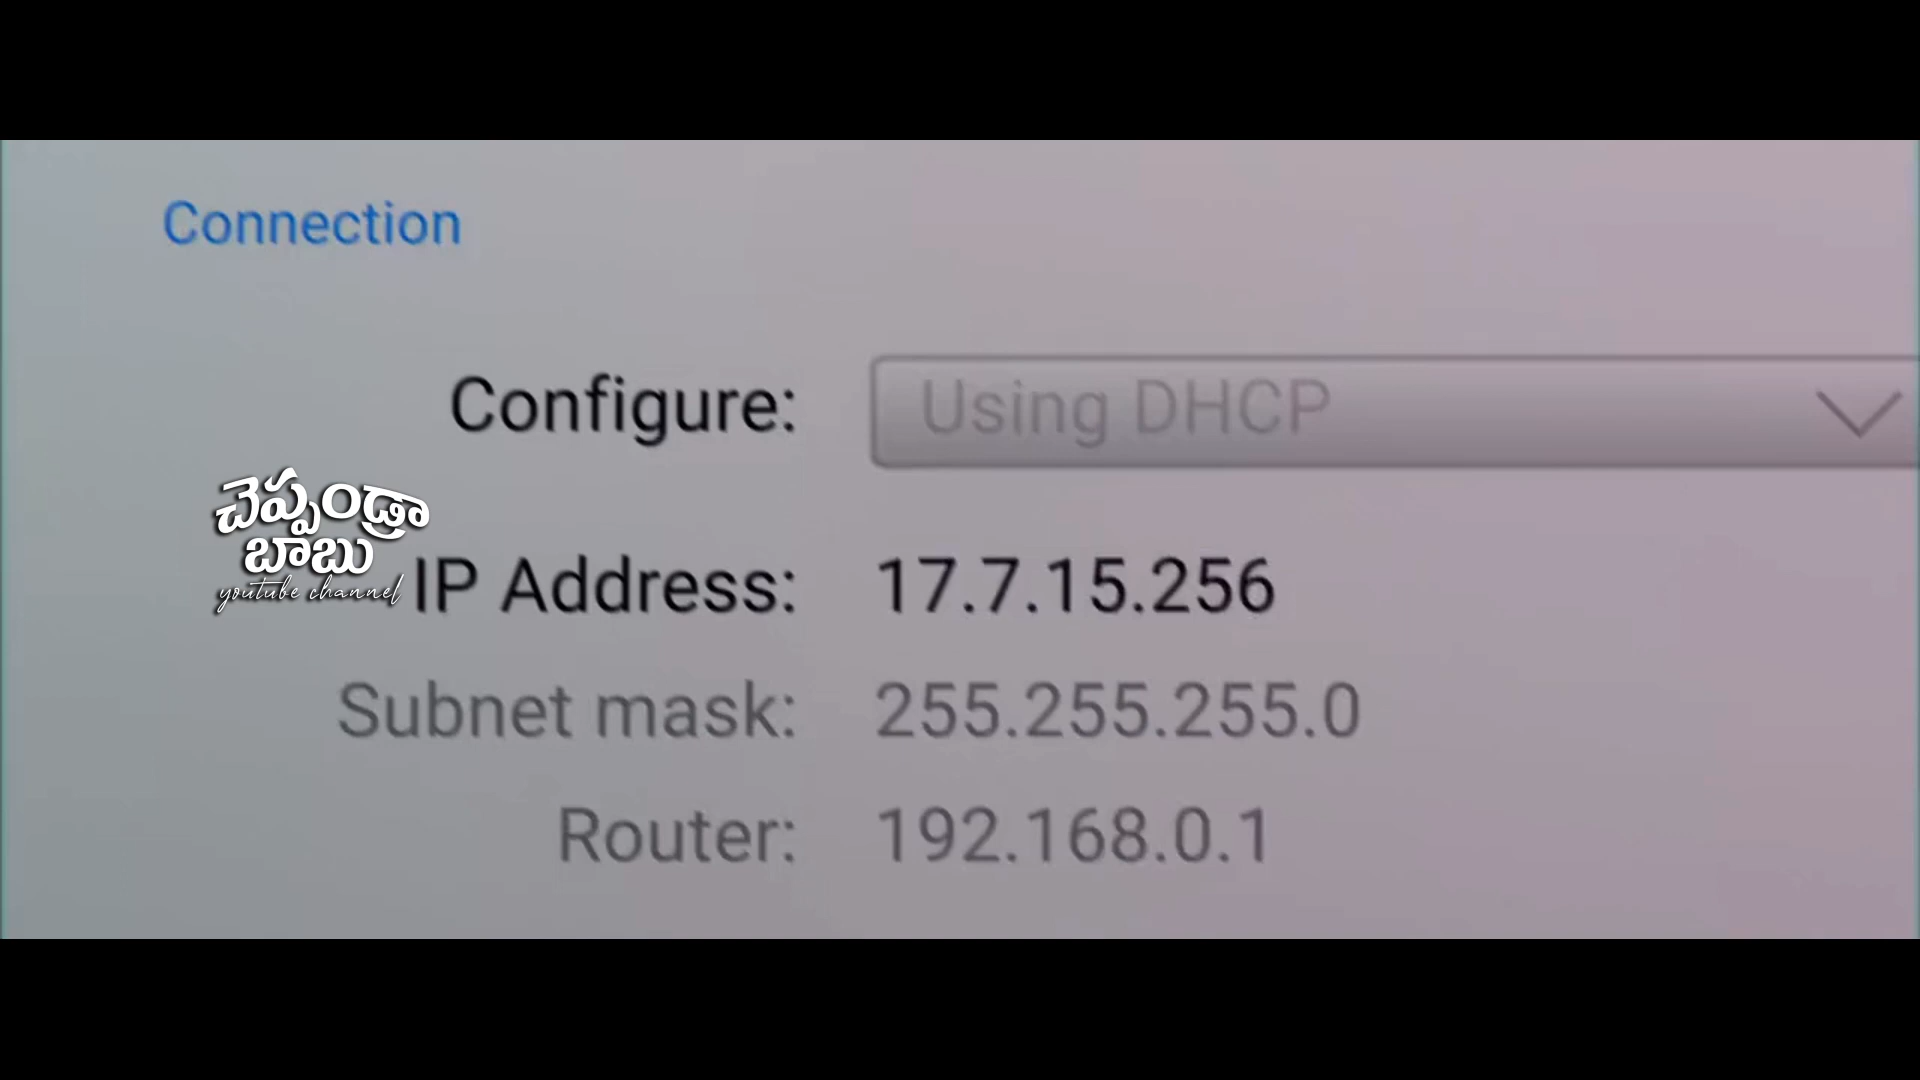 Connection
Configure: Using DHCP
చెప్పండ్రా
బాబు
youtube channel
IP Address: 17.7.15.256
Subnet mask: 255.255.255.0
Router: 192.168.0.1